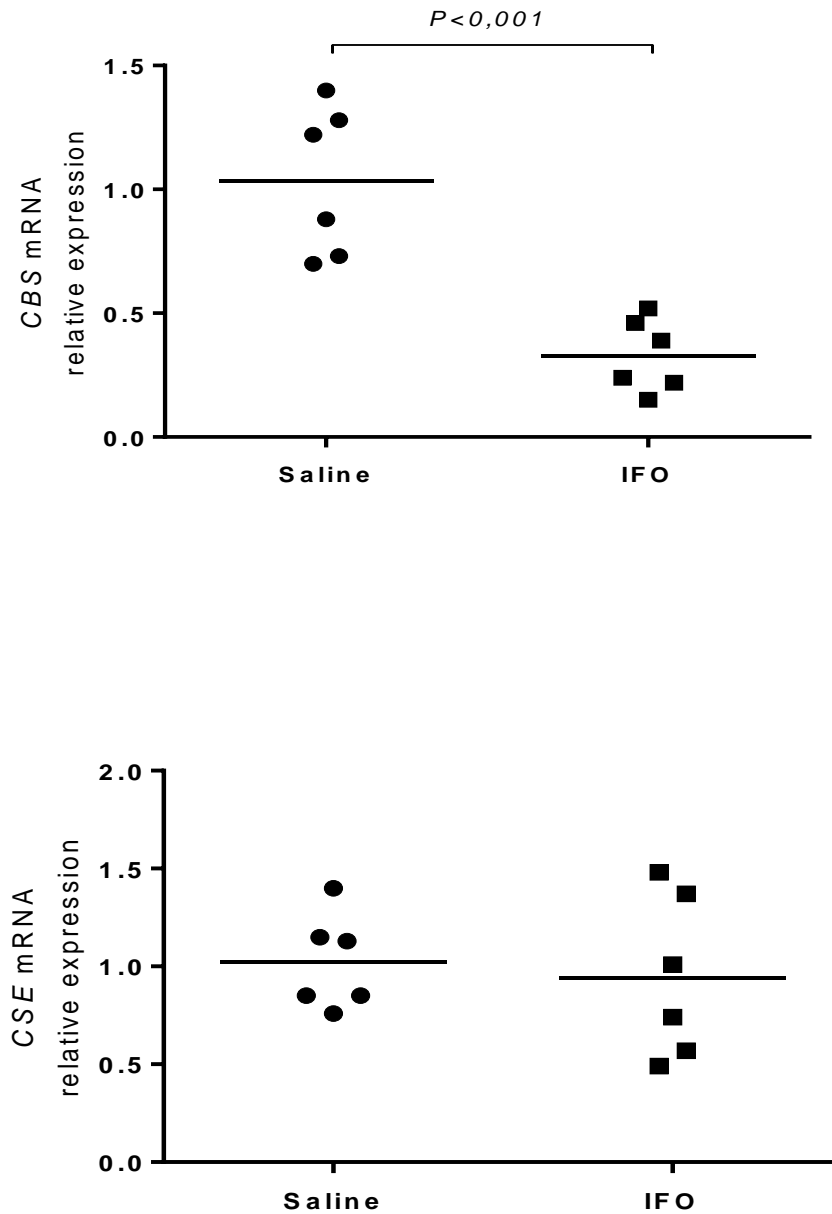 P<0,001
1.5
1.0
0.5
0.0
CBS mRNA
relative expression
Saline IFO
2.0
1.5
1.0
0.5
0.0
CSE mRNA
relative expression
Saline IFO